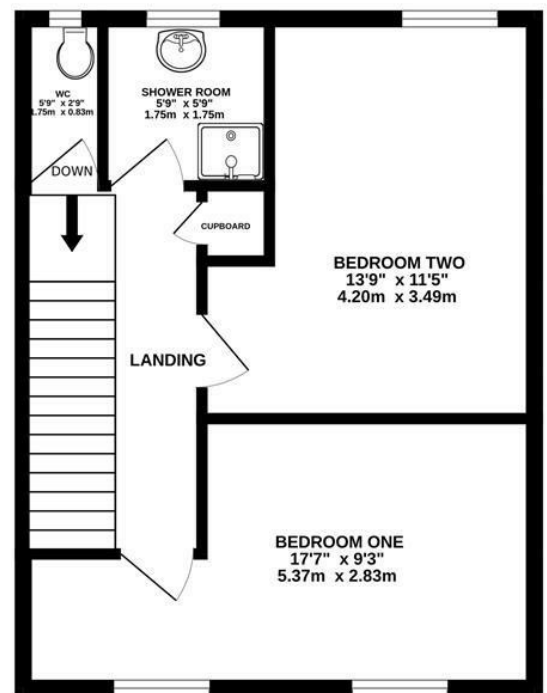 WC
5'9" x 2'9"
1.75m x 0.83m
SHOWER ROOM
5'9" x 5'9"
1.75m x 1.75m
DOWN
CUPBOARD
BEDROOM TWO
13'9" x 11'5"
4.20m x 3.49m
LANDING
BEDROOM ONE
17'7" x 9'3"
5.37m x 2.83m